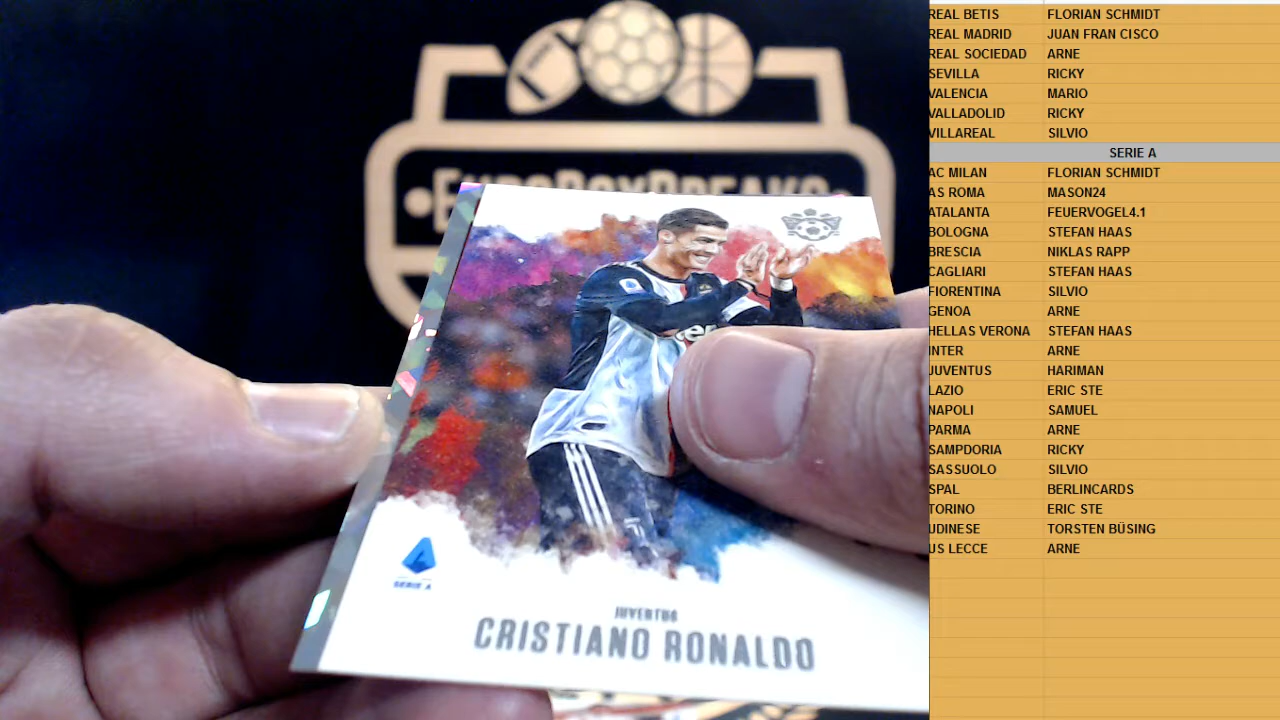 EuroBoyBreaks
SERIE A
JUVENTUS
CRISTIANO RONALDO
REAL BETIS FLORIAN SCHMIDT
REAL MADRID JUAN FRAN CISCO
REAL SOCIEDAD ARNE
SEVILLA RICKY
VALENCIA MARIO
VALLADOLID RICKY
VILLAREAL SILVIO
SERIE A
AC MILAN FLORIAN SCHMIDT
AS ROMA MASON24
ATALANTA FEUERVOGEL4.1
BOLOGNA STEFAN HAAS
BRESCIA NIKLAS RAPP
CAGLIARI STEFAN HAAS
FIORENTINA SILVIO
GENOA ARNE
HELLAS VERONA STEFAN HAAS
INTER ARNE
JUVENTUS HARIMAN
LAZIO ERIC STE
NAPOLI SAMUEL
PARMA ARNE
SAMPDORIA RICKY
SASSUOLO SILVIO
SPAL BERLINCARDS
TORINO ERIC STE
UDINESE TORSTEN BÜSING
US LECCE ARNE